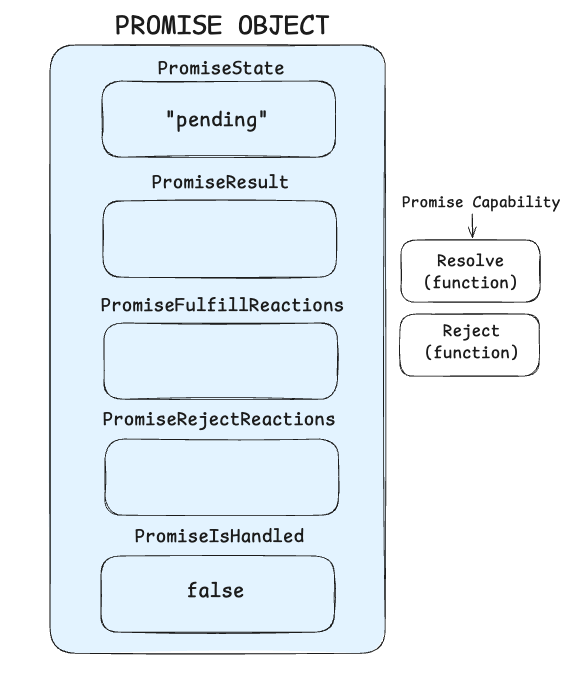 PROMISE OBJECT
PromiseState
"pending"
PromiseResult
Promise Capability
Resolve
(function)
PromiseFulfillReactions
Reject
(function)
PromiseRejectReactions
PromiseIsHandled
false